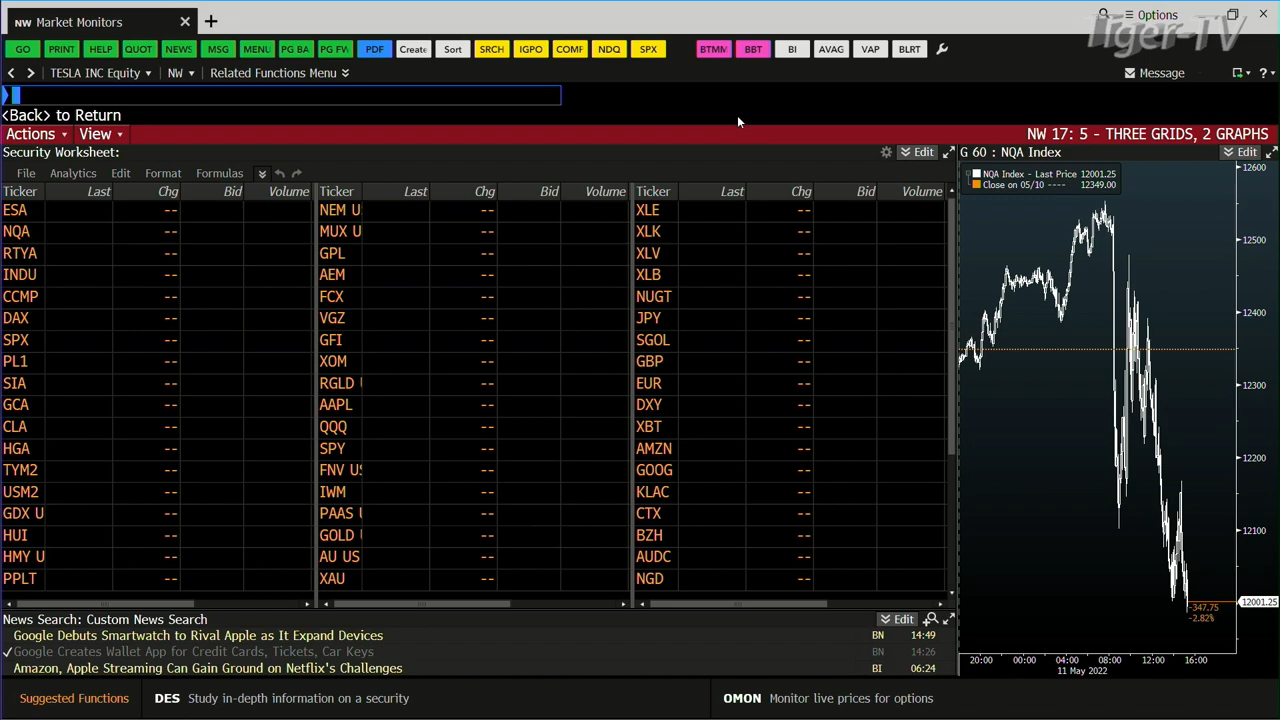 NW Market Monitors
Options
Tiger-TV
GO PRINT HELP QUOT NEWS MSG MENU PG BA PG FW PDF Create Sort SRCH IGPO COMF NDQ SPX BTMM BBT BI AVAG VAP BLRT
TESLA INC Equity NW Related Functions Menu Message
<Back> to Return
Actions View NW 17: 5 - THREE GRIDS, 2 GRAPHS
Security Worksheet: Edit G 60 : NQA Index Edit
File Analytics Edit Format Formulas
Ticker Last Chg Bid Volume Ticker Last Chg Bid Volume Ticker Last Chg Bid Volume
ESA -- NEM U -- XLE --
NQA -- MUX U -- XLK --
RTYA -- GPL -- XLV --
INDU -- AEM -- XLB --
CCMP -- FCX -- NUGT --
DAX -- VGZ -- JPY --
SPX -- GFI -- SGOL --
PL1 -- XOM -- GBP --
SIA -- RGLD -- EUR --
GCA -- AAPL -- DXY --
CLA -- QQQ -- XBT --
HGA -- SPY -- AMZN --
TYM2 -- FNV US -- GOOG --
USM2 -- IWM -- KLAC --
GDX U -- PAAS -- CTX --
HUI -- GOLD -- BZH --
HMY U -- AU US -- AUDC --
PPLT -- XAU -- NGD --
NQA Index - Last Price 12001.25
Close on 05/10 ---- 12349.00
12600
12500
12400
12300
12200
12100
12001.25
-347.75
-2.82%
20:00 00:00 04:00 08:00 12:00 16:00
11 May 2022
News Search: Custom News Search Edit
Google Debuts Smartwatch to Rival Apple as It Expand Devices BN 14:49
Google Creates Wallet App for Credit Cards, Tickets, Car Keys BN 14:26
Amazon, Apple Streaming Can Gain Ground on Netflix's Challenges BI 06:24
Suggested Functions DES Study in-depth information on a security OMON Monitor live prices for options